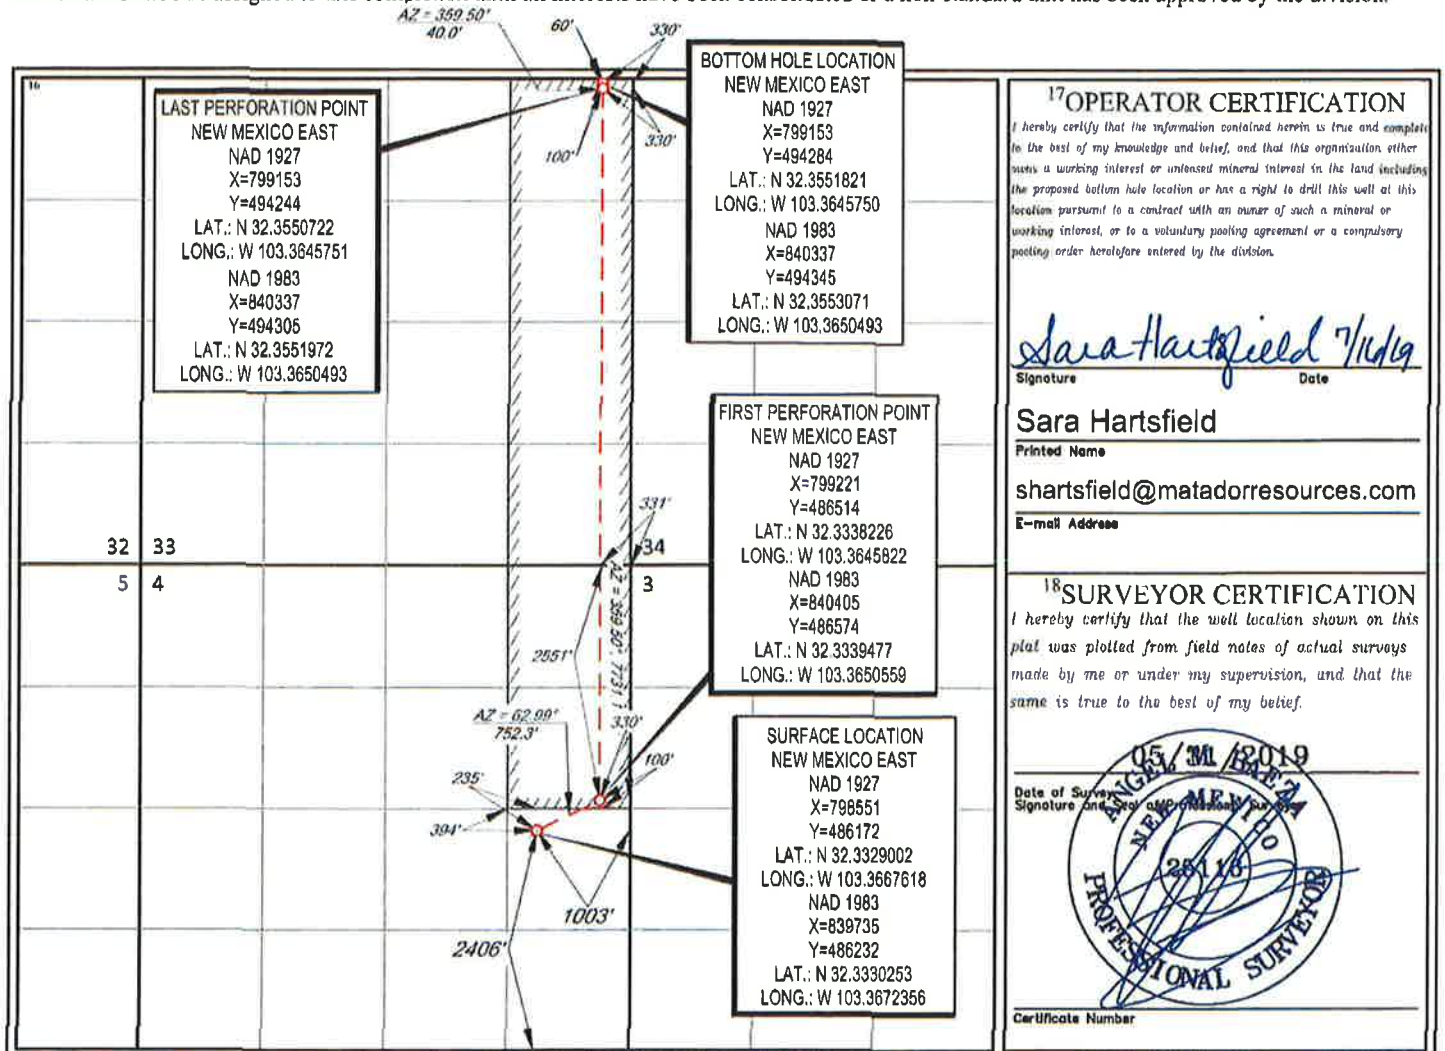 AZ = 359.50°
40.0'
60'
330'
16
LAST PERFORATION POINT
NEW MEXICO EAST
NAD 1927
X=799153
Y=494244
LAT.: N 32.3550722
LONG.: W 103.3645751
NAD 1983
X=840337
Y=494305
LAT.: N 32.3551972
LONG.: W 103.3650493
100'
330'
BOTTOM HOLE LOCATION
NEW MEXICO EAST
NAD 1927
X=799153
Y=494284
LAT.: N 32.3551821
LONG.: W 103.3645750
NAD 1983
X=840337
Y=494345
LAT.: N 32.3553071
LONG.: W 103.3650493
FIRST PERFORATION POINT
NEW MEXICO EAST
NAD 1927
X=799221
Y=486514
LAT.: N 32.3338226
LONG.: W 103.3645822
NAD 1983
X=840405
Y=486574
LAT.: N 32.3339477
LONG.: W 103.3650559
331'
32 33
34
5 4
3
2551'
AZ = 62.99°
752.3'
330'
100'
235'
394'
1003'
2406'
SURFACE LOCATION
NEW MEXICO EAST
NAD 1927
X=798551
Y=486172
LAT.: N 32.3329002
LONG.: W 103.3667618
NAD 1983
X=839735
Y=486232
LAT.: N 32.3330253
LONG.: W 103.3672356
17 OPERATOR CERTIFICATION
I hereby certify that the information contained herein is true and complete
to the best of my knowledge and belief, and that this organization either
owns a working interest or unleased mineral interest in the land including
the proposed bottom hole location or has a right to drill this well at this
location pursuant to a contract with an owner of such a mineral or
working interest, or to a voluntary pooling agreement or a compulsory
pooling order heretofore entered by the division.
Sara Hartsfield 7/16/19
Signature Date
Sara Hartsfield
Printed Name
shartsfield@matadorresources.com
E-mail Address
18 SURVEYOR CERTIFICATION
I hereby certify that the well location shown on this
plat was plotted from field notes of actual surveys
made by me or under my supervision, and that the
same is true to the best of my belief.
Date of Survey
Signature and Seal of Professional Surveyor
ANGEL M. BAEZA
NEW MEXICO
PROFESSIONAL SURVEYOR
Certificate Number